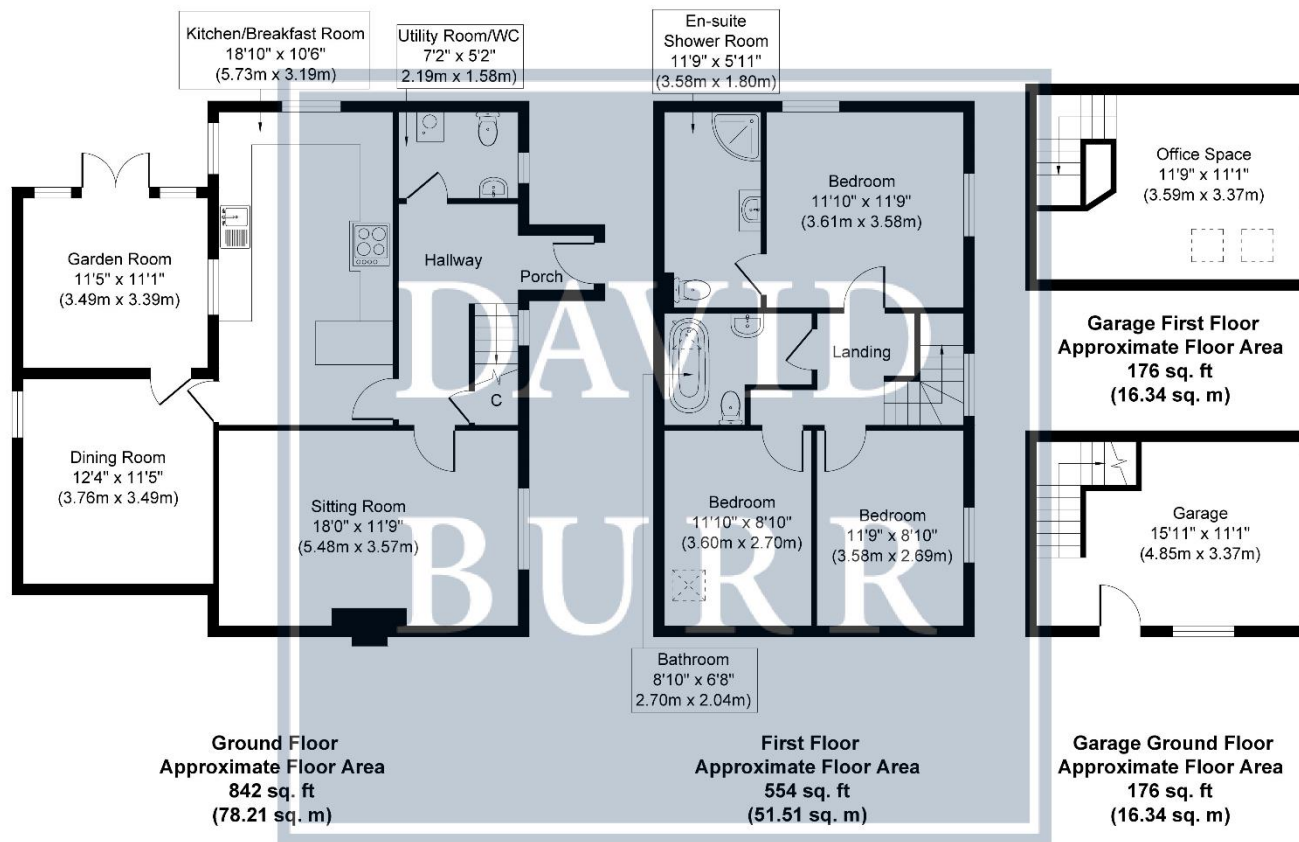 Kitchen/Breakfast Room
18'10" x 10'6"
(5.73m x 3.19m)
Utility Room/WC
7'2" x 5'2"
2.19m x 1.58m)
En-suite
Shower Room
11'9" x 5'11"
(3.58m x 1.80m)
Garden Room
11'5" x 11'1"
(3.49m x 3.39m)
Hallway
Porch
C
Dining Room
12'4" x 11'5"
(3.76m x 3.49m)
Sitting Room
18'0" x 11'9"
(5.48m x 3.57m)
Bedroom
11'10" x 11'9"
(3.61m x 3.58m)
Landing
Bedroom
11'10" x 8'10"
(3.60m x 2.70m)
Bedroom
11'9" x 8'10"
(3.58m x 2.69m)
Bathroom
8'10" x 6'8"
2.70m x 2.04m)
Office Space
11'9" x 11'1"
(3.59m x 3.37m)
Garage First Floor
Approximate Floor Area
176 sq. ft
(16.34 sq. m)
Garage
15'11" x 11'1"
(4.85m x 3.37m)
DAVID
BURR
Ground Floor
Approximate Floor Area
842 sq. ft
(78.21 sq. m)
First Floor
Approximate Floor Area
554 sq. ft
(51.51 sq. m)
Garage Ground Floor
Approximate Floor Area
176 sq. ft
(16.34 sq. m)